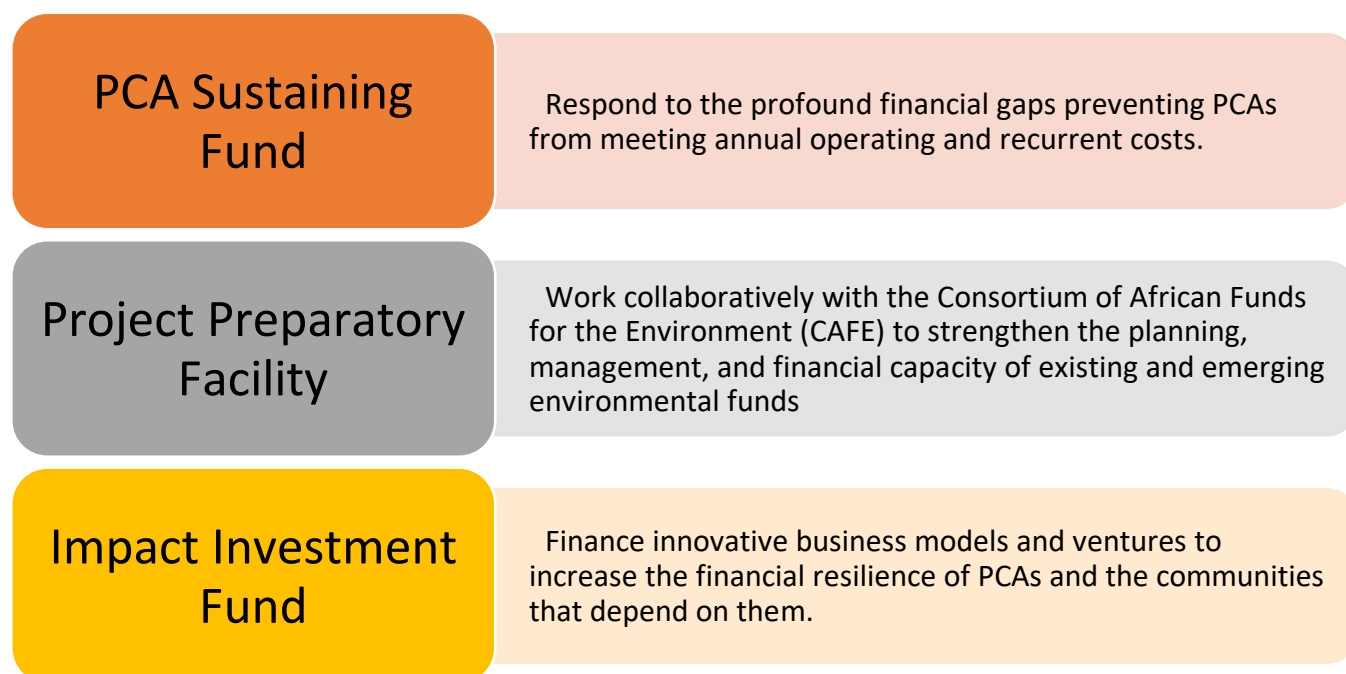 PCA Sustaining
Fund
Respond to the profound financial gaps preventing PCAs
from meeting annual operating and recurrent costs.
Project Preparatory
Facility
Work collaboratively with the Consortium of African Funds
for the Environment (CAFE) to strengthen the planning,
management, and financial capacity of existing and emerging
environmental funds
Impact Investment
Fund
Finance innovative business models and ventures to
increase the financial resilience of PCAs and the communities
that depend on them.